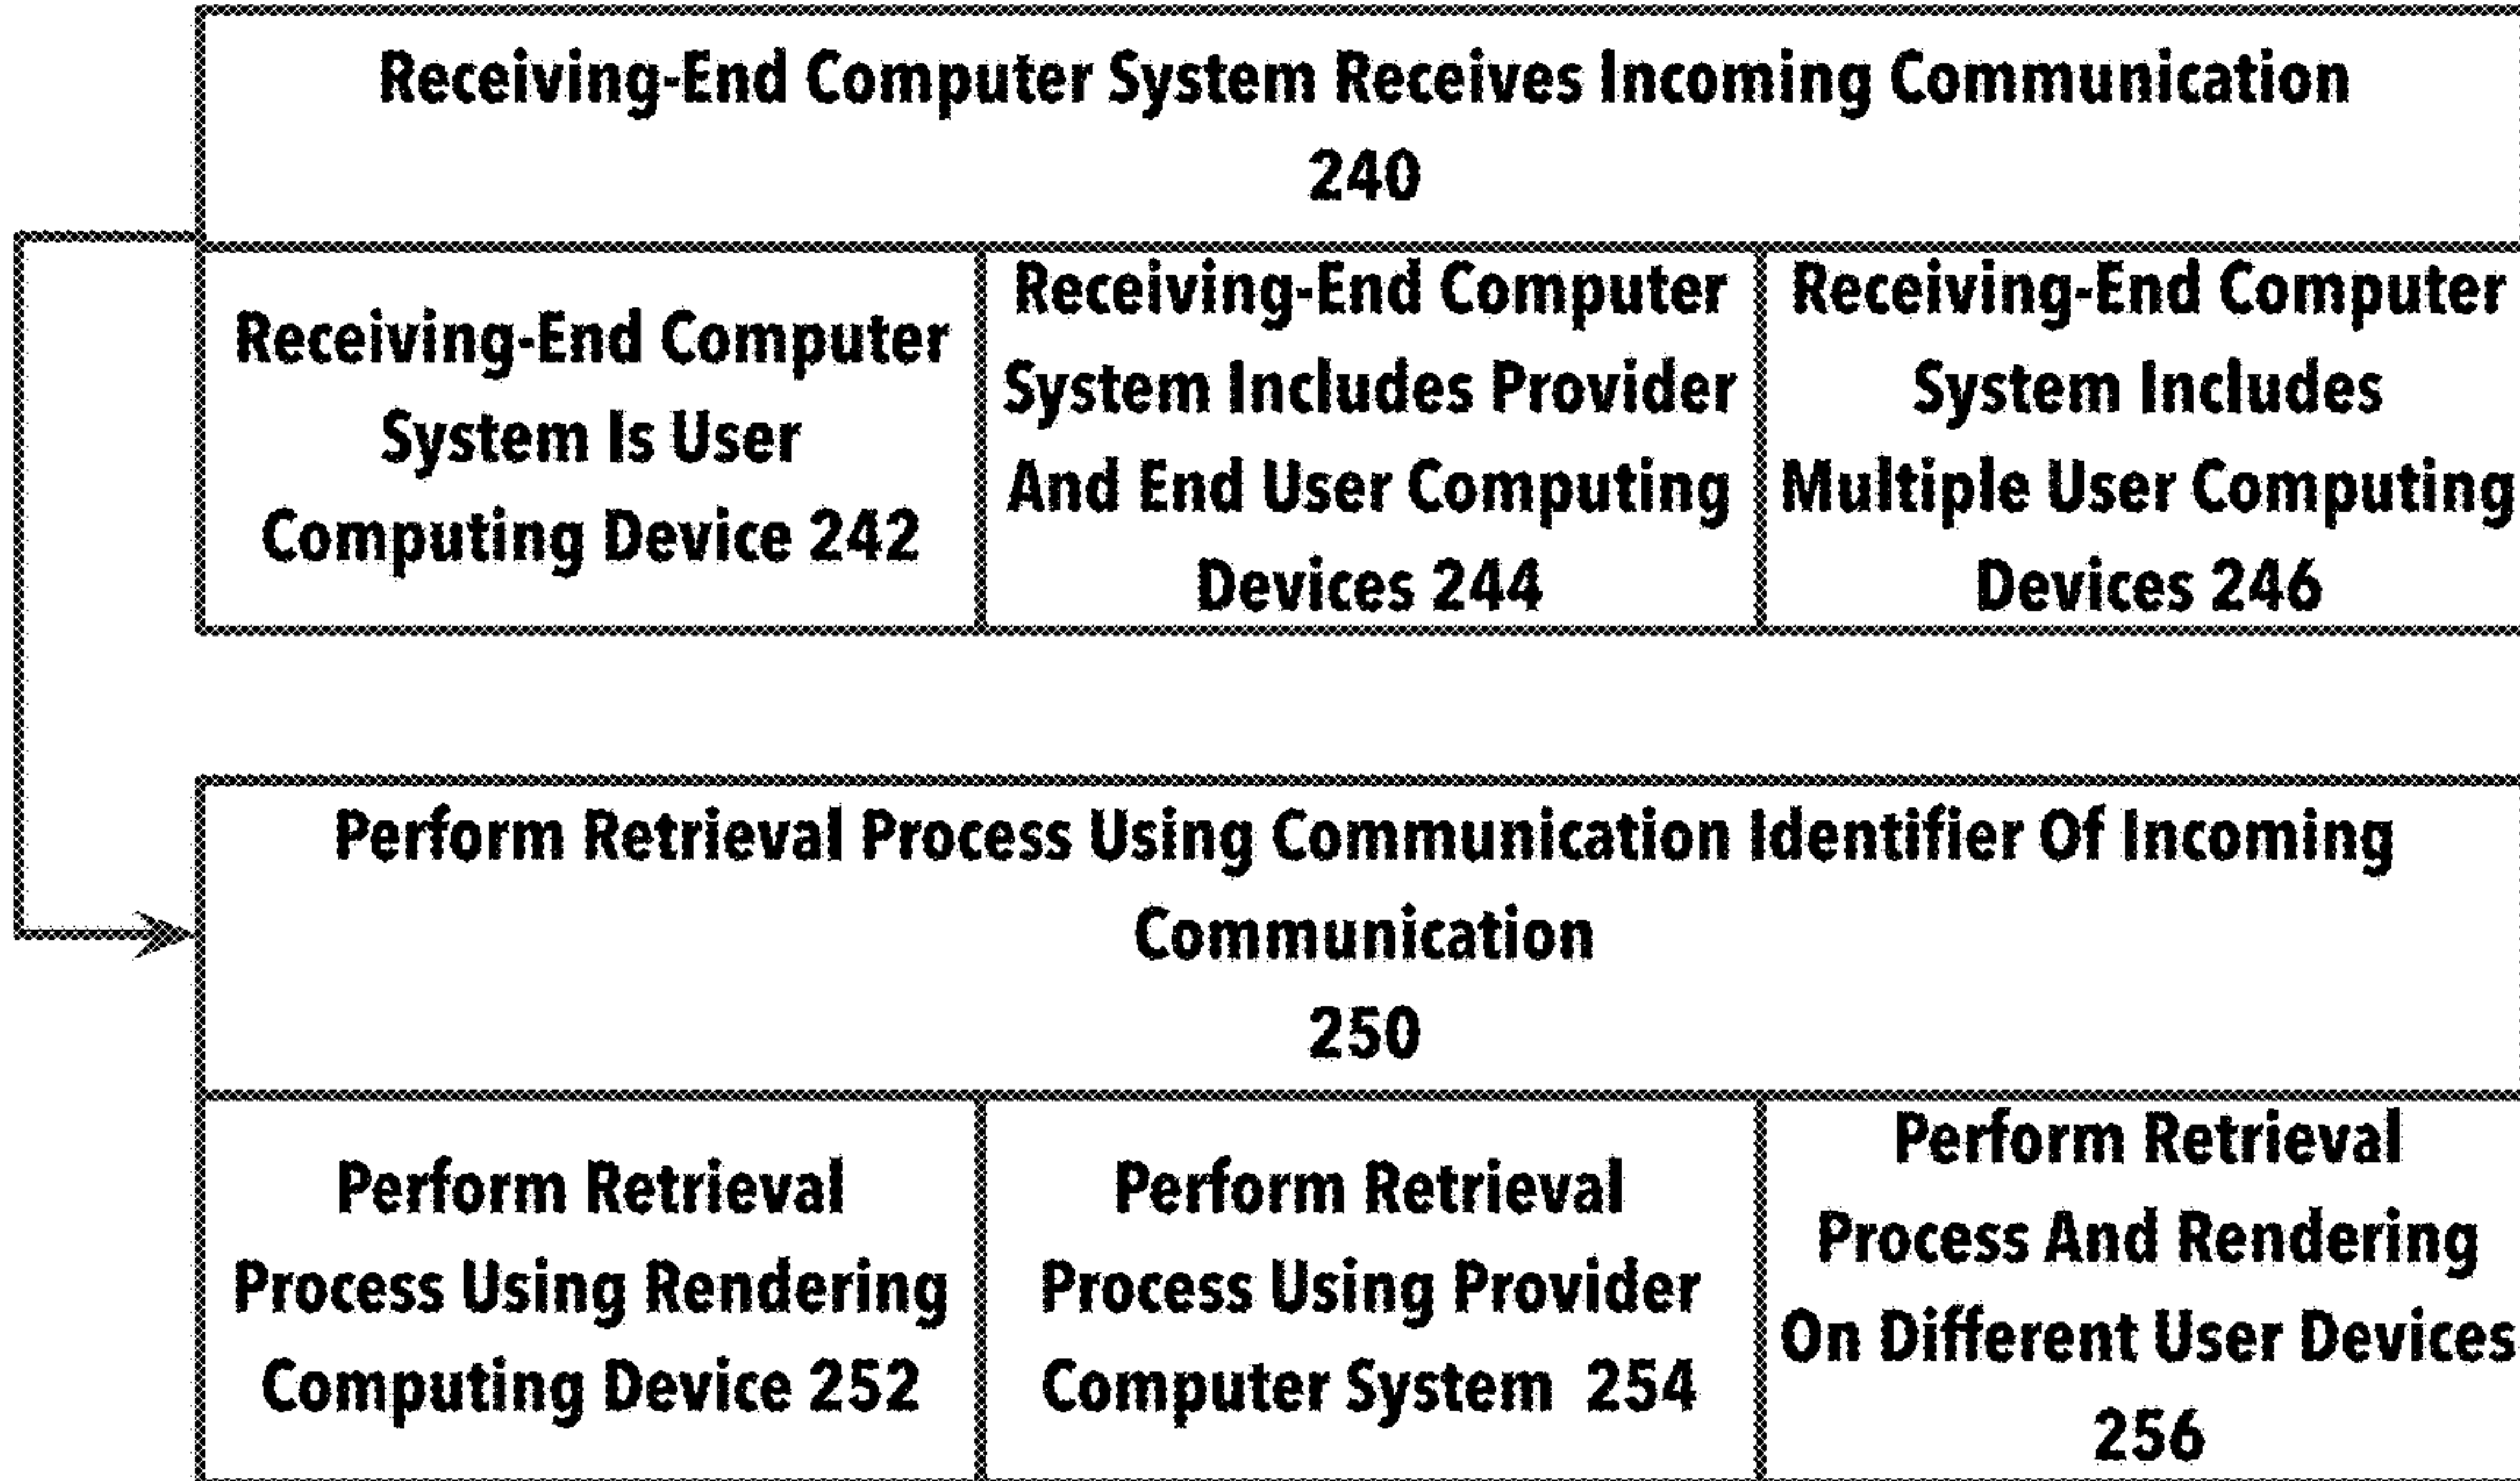 Receiving-End Computer System Receives Incoming Communication
240
Receiving-End Computer
System Is User
Computing Device 242
Receiving-End Computer
System Includes Provider
And End User Computing
Devices 244
Receiving-End Computer
System Includes
Multiple User Computing
Devices 246
Perform Retrieval Process Using Communication Identifier Of Incoming
Communication
250
Perform Retrieval
Process Using Rendering
Computing Device 252
Perform Retrieval
Process Using Provider
Computer System 254
Perform Retrieval
Process And Rendering
On Different User Devices
256